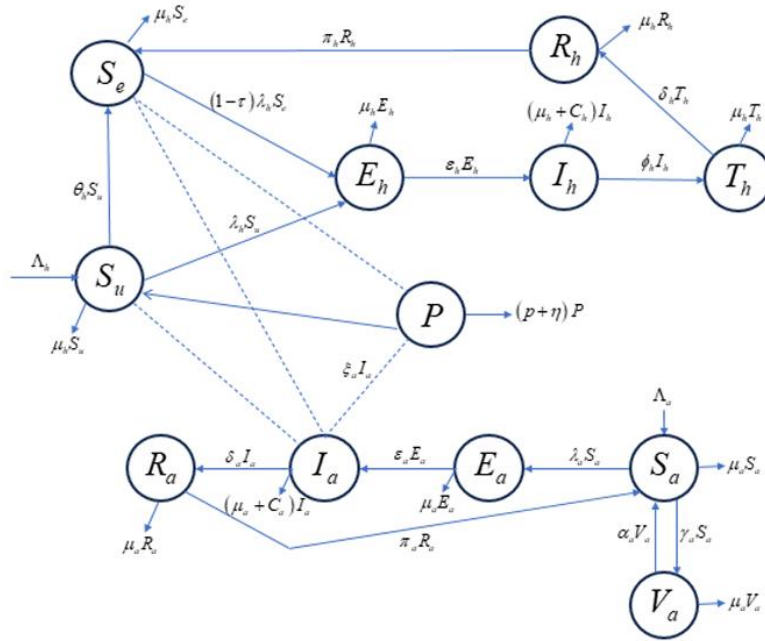 μ_h S_e
S_e
π_h R_h
R_h
μ_h R_h
(1-τ) λ_h S_e
μ_h E_h
(μ_h + C_h) I_h
δ_h T_h
μ_h T_h
E_h
ε_h E_h
I_h
ϕ_h I_h
T_h
θ_h S_u
λ_h S_u
Λ_h
S_u
P
(p + η) P
μ_h S_u
ξ_a I_a
Λ_a
R_a
δ_a I_a
I_a
ε_a E_a
E_a
λ_a S_a
S_a
μ_a S_a
(μ_a + C_a) I_a
μ_a E_a
μ_a R_a
π_a R_a
α_a V_a
γ_a S_a
V_a
μ_a V_a